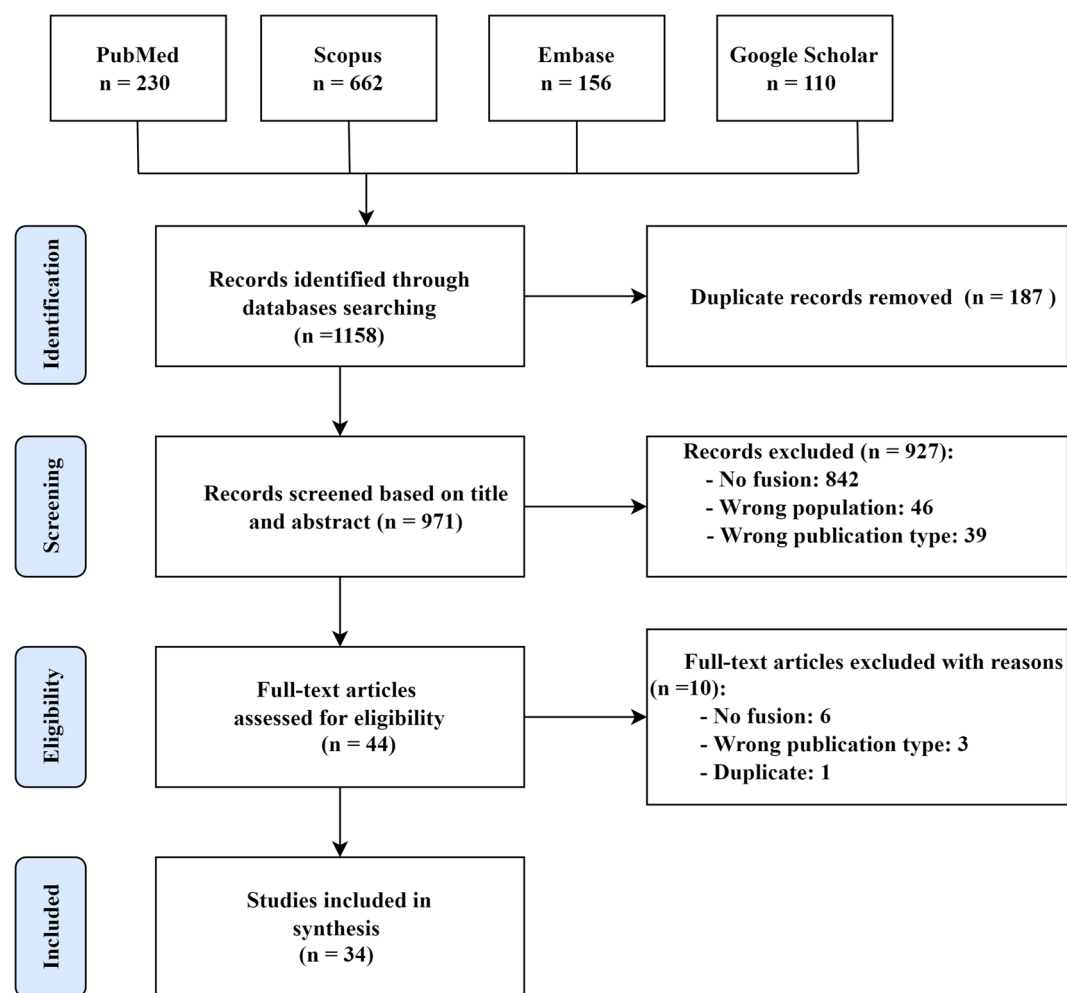 PubMed
n = 230
Scopus
n = 662
Embase
n = 156
Google Scholar
n = 110
Identification
Records identified through
databases searching
(n =1158)
Duplicate records removed  (n = 187 )
Screening
Records screened based on title
and abstract (n = 971)
Records excluded (n = 927):
- No fusion: 842
- Wrong population: 46
- Wrong publication type: 39
Eligibility
Full-text articles
assessed for eligibility
(n = 44)
Full-text articles excluded with reasons
(n =10):
- No fusion: 6
- Wrong publication type: 3
- Duplicate: 1
Included
Studies included in
synthesis
(n = 34)